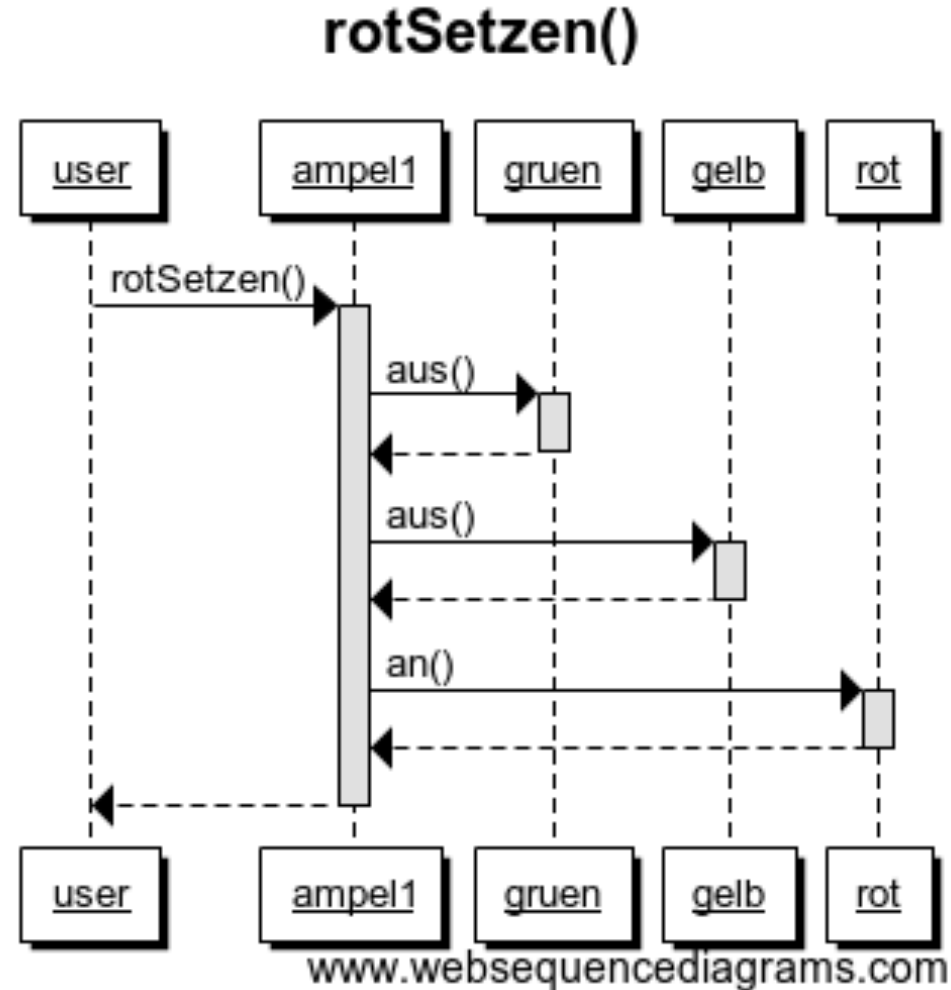 rotSetzen()
user ampel1 gruen gelb rot
rotSetzen()
aus()
aus()
an()
user ampel1 gruen gelb rot
www.websequencediagrams.com